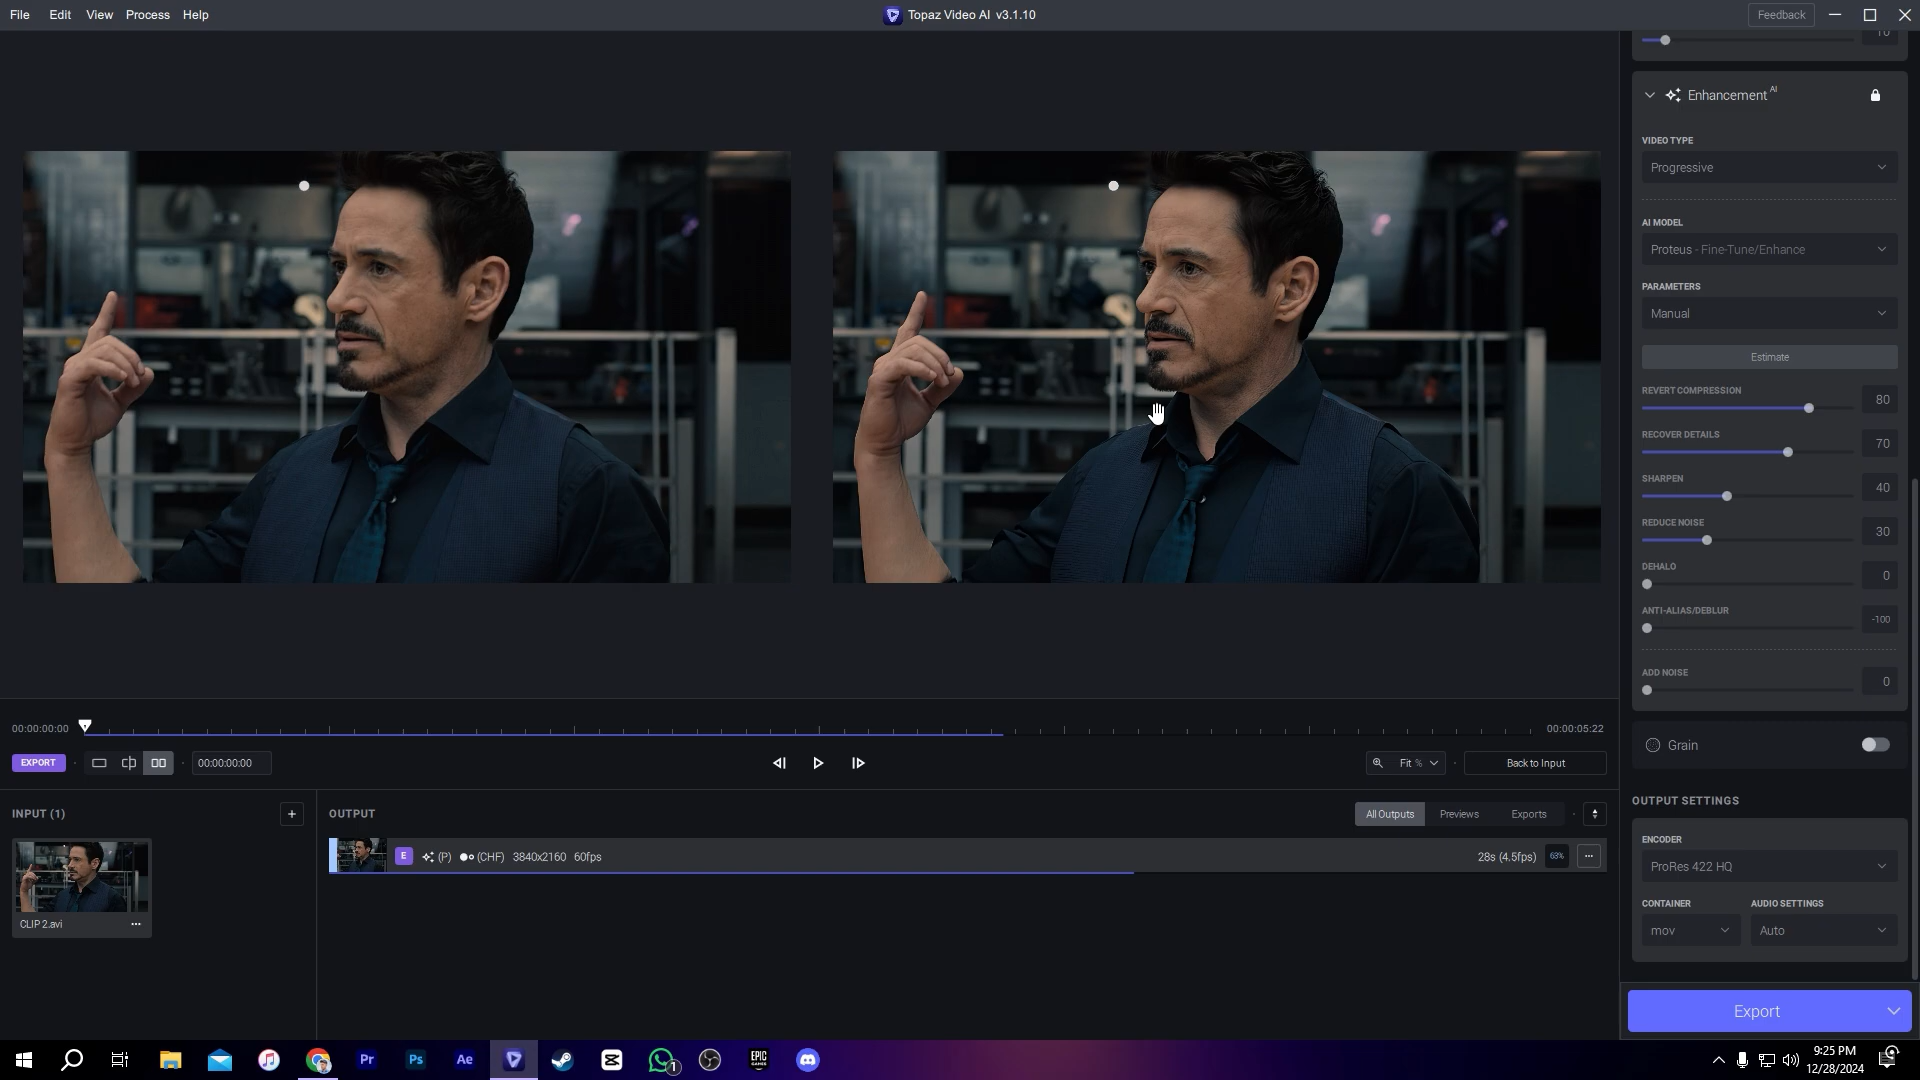 File Edit View Process Help
Topaz Video AI v3.1.10
Feedback
10
Enhancement AI
VIDEO TYPE
Progressive
AI MODEL
Proteus - Fine-Tune/Enhance
PARAMETERS
Manual
Estimate
REVERT COMPRESSION
80
RECOVER DETAILS
70
SHARPEN
40
REDUCE NOISE
30
DEHALO
0
ANTI-ALIAS/DEBLUR
-100
ADD NOISE
0
Grain
OUTPUT SETTINGS
ENCODER
ProRes 422 HQ
CONTAINER AUDIO SETTINGS
mov Auto
Export
00:00:00:00
00:00:05:22
EXPORT
00:00:00:00
Fit %
Back to Input
INPUT (1)
+
CLIP 2.avi
OUTPUT
All Outputs Previews Exports
E (P) (CHF) 3840x2160 60fps
28s (4.5fps) 63%
Pr Ps Ae
1
EPIC GAMES
9:25 PM
12/28/2024